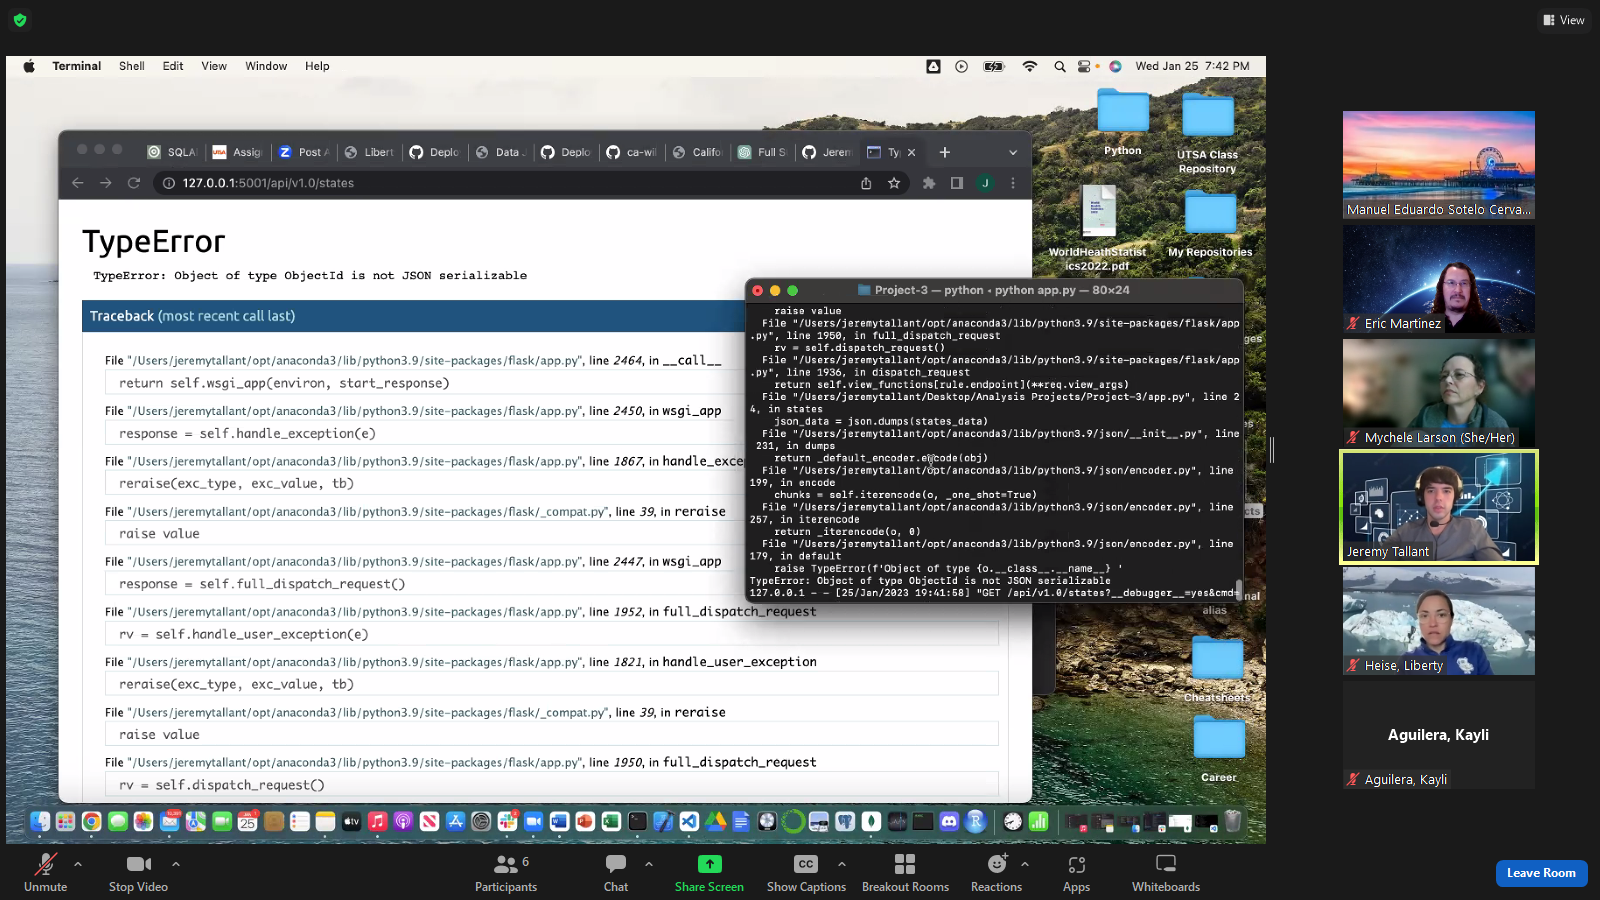 View
Terminal Shell Edit View Window Help
Wed Jan 25 7:42 PM
Python
UTSA Class
Repository
WorldHeathStatist
ics2022.pdf
My Repositories
SQLA
Assig
Post A
Libert
Deplo
Data J
Deplo
ca-wil
Califo
Full S
Jerem
Ty
127.0.0.1:5001/api/v1.0/states
J
TypeError
TypeError: Object of type ObjectId is not JSON serializable
Traceback (most recent call last)
File "/Users/jeremytallant/opt/anaconda3/lib/python3.9/site-packages/flask/app.py", line 2464, in __call__
return self.wsgi_app(environ, start_response)
File "/Users/jeremytallant/opt/anaconda3/lib/python3.9/site-packages/flask/app.py", line 2450, in wsgi_app
response = self.handle_exception(e)
File "/Users/jeremytallant/opt/anaconda3/lib/python3.9/site-packages/flask/app.py", line 1867, in handle_excep
reraise(exc_type, exc_value, tb)
File "/Users/jeremytallant/opt/anaconda3/lib/python3.9/site-packages/flask/_compat.py", line 39, in reraise
raise value
File "/Users/jeremytallant/opt/anaconda3/lib/python3.9/site-packages/flask/app.py", line 2447, in wsgi_app
response = self.full_dispatch_request()
File "/Users/jeremytallant/opt/anaconda3/lib/python3.9/site-packages/flask/app.py", line 1952, in full_dispatch_request
rv = self.handle_user_exception(e)
File "/Users/jeremytallant/opt/anaconda3/lib/python3.9/site-packages/flask/app.py", line 1821, in handle_user_exception
reraise(exc_type, exc_value, tb)
File "/Users/jeremytallant/opt/anaconda3/lib/python3.9/site-packages/flask/_compat.py", line 39, in reraise
raise value
File "/Users/jeremytallant/opt/anaconda3/lib/python3.9/site-packages/flask/app.py", line 1950, in full_dispatch_request
rv = self.dispatch_request()
Project-3 — python • python app.py — 80×24
raise value
File "/Users/jeremytallant/opt/anaconda3/lib/python3.9/site-packages/flask/app
.py", line 1950, in full_dispatch_request
rv = self.dispatch_request()
File "/Users/jeremytallant/opt/anaconda3/lib/python3.9/site-packages/flask/app
.py", line 1936, in dispatch_request
return self.view_functions[rule.endpoint](**req.view_args)
File "/Users/jeremytallant/Desktop/Analysis Projects/Project-3/app.py", line 2
4, in states
json_data = json.dumps(states_data)
File "/Users/jeremytallant/opt/anaconda3/lib/python3.9/json/__init__.py", line
231, in dumps
return _default_encoder.encode(obj)
File "/Users/jeremytallant/opt/anaconda3/lib/python3.9/json/encoder.py", line
199, in encode
chunks = self.iterencode(o, _one_shot=True)
File "/Users/jeremytallant/opt/anaconda3/lib/python3.9/json/encoder.py", line
257, in iterencode
return _iterencode(o, 0)
File "/Users/jeremytallant/opt/anaconda3/lib/python3.9/json/encoder.py", line
179, in default
raise TypeError(f'Object of type {o.__class__.__name__} '
TypeError: Object of type ObjectId is not JSON serializable
127.0.0.1 - - [25/Jan/2023 19:41:58] "GET /api/v1.0/states?__debugger__=yes&cmd=
alias
Cheatsheets
Career
Manuel Eduardo Sotelo Cerva...
Eric Martinez
Mychele Larson (She/Her)
Jeremy Tallant
Heise, Liberty
Aguilera, Kayli
Aguilera, Kayli
Unmute
Stop Video
6
Participants
Chat
Share Screen
CC
Show Captions
Breakout Rooms
Reactions
Apps
Whiteboards
Leave Room